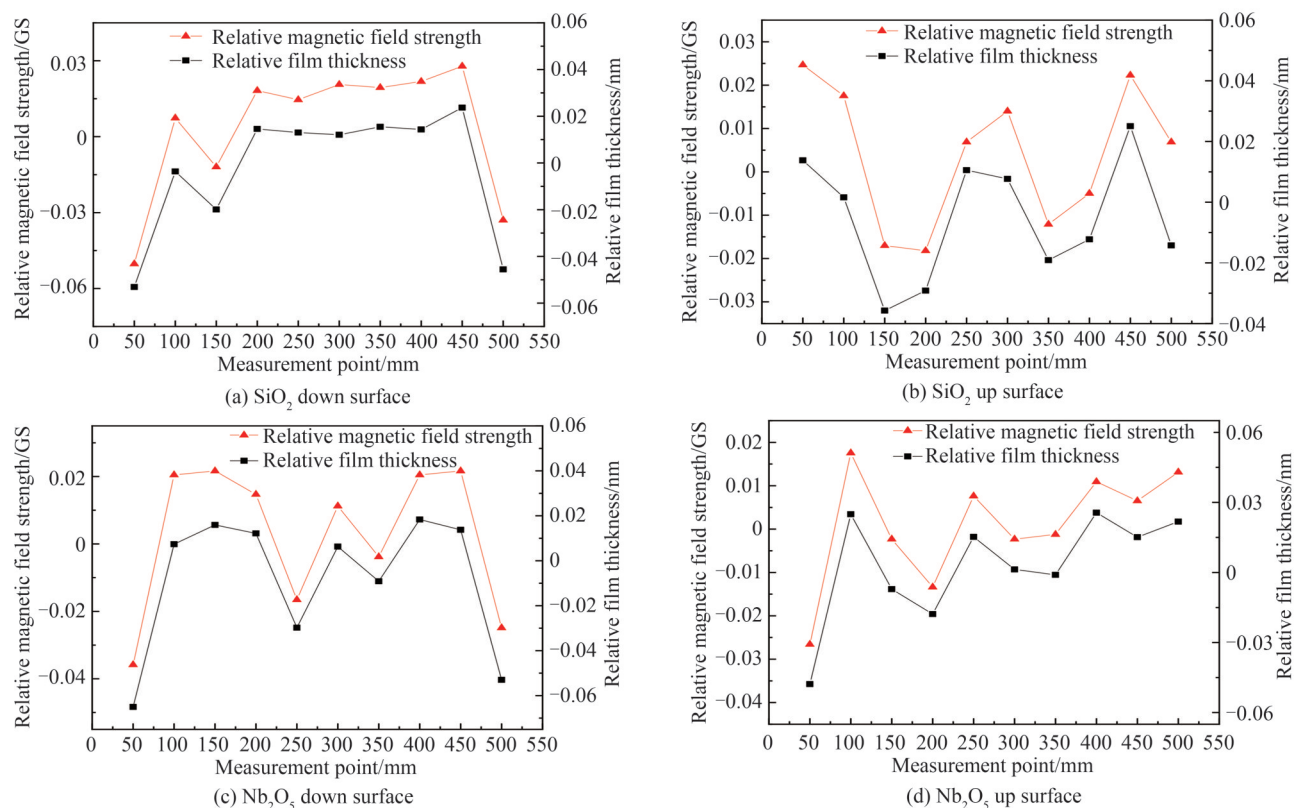 Relative magnetic field strength/GS
0.03
0
−0.03
−0.06
Relative magnetic field strength
Relative film thickness
0.06
0.04
0.02
0
−0.02
−0.04
−0.06
Relative film thickness/nm
0 50 100 150 200 250 300 350 400 450 500 550
Measurement point/mm
(a) SiO₂ down surface
Relative magnetic field strength/GS
0.03
0.02
0.01
0
−0.01
−0.02
−0.03
Relative magnetic field strength
Relative film thickness
0.06
0.04
0.02
0
−0.02
−0.04
Relative film thickness/nm
0 50 100 150 200 250 300 350 400 450 500 550
Measurement point/mm
(b) SiO₂ up surface
Relative magnetic field strength/GS
0.02
0
−0.02
−0.04
Relative magnetic field strength
Relative film thickness
0.06
0.04
0.02
0
−0.02
−0.04
−0.06
Relative film thickness/nm
0 50 100 150 200 250 300 350 400 450 500 550
Measurement point/mm
(c) Nb₂O₅ down surface
Relative magnetic field strength/GS
0.02
0.01
0
−0.01
−0.02
−0.03
−0.04
Relative magnetic field strength
Relative film thickness
0.06
0.03
0
−0.03
−0.06
Relative film thickness/nm
0 50 100 150 200 250 300 350 400 450 500 550
Measurement point/mm
(d) Nb₂O₅ up surface